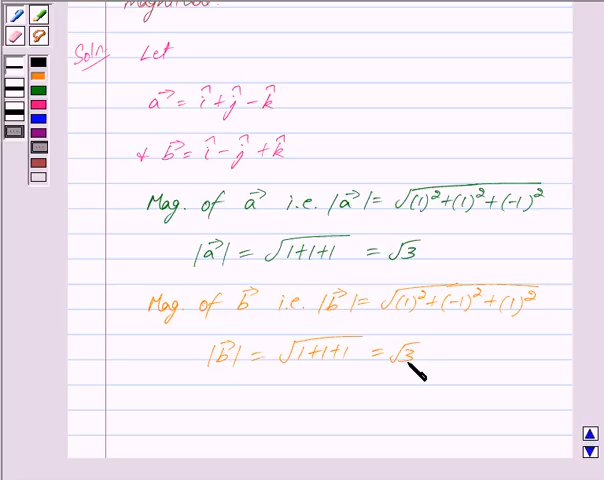 Magnitude.
Soln: Let
a⃗ = î + ĵ − k̂
& b⃗ = î − ĵ + k̂
Mag. of a⃗ i.e. |a⃗| = √((1)² + (1)² + (−1)²)
|a⃗| = √(1+1+1) = √3
Mag. of b⃗ i.e. |b⃗| = √((1)² + (−1)² + (1)²)
|b⃗| = √(1+1+1) = √3